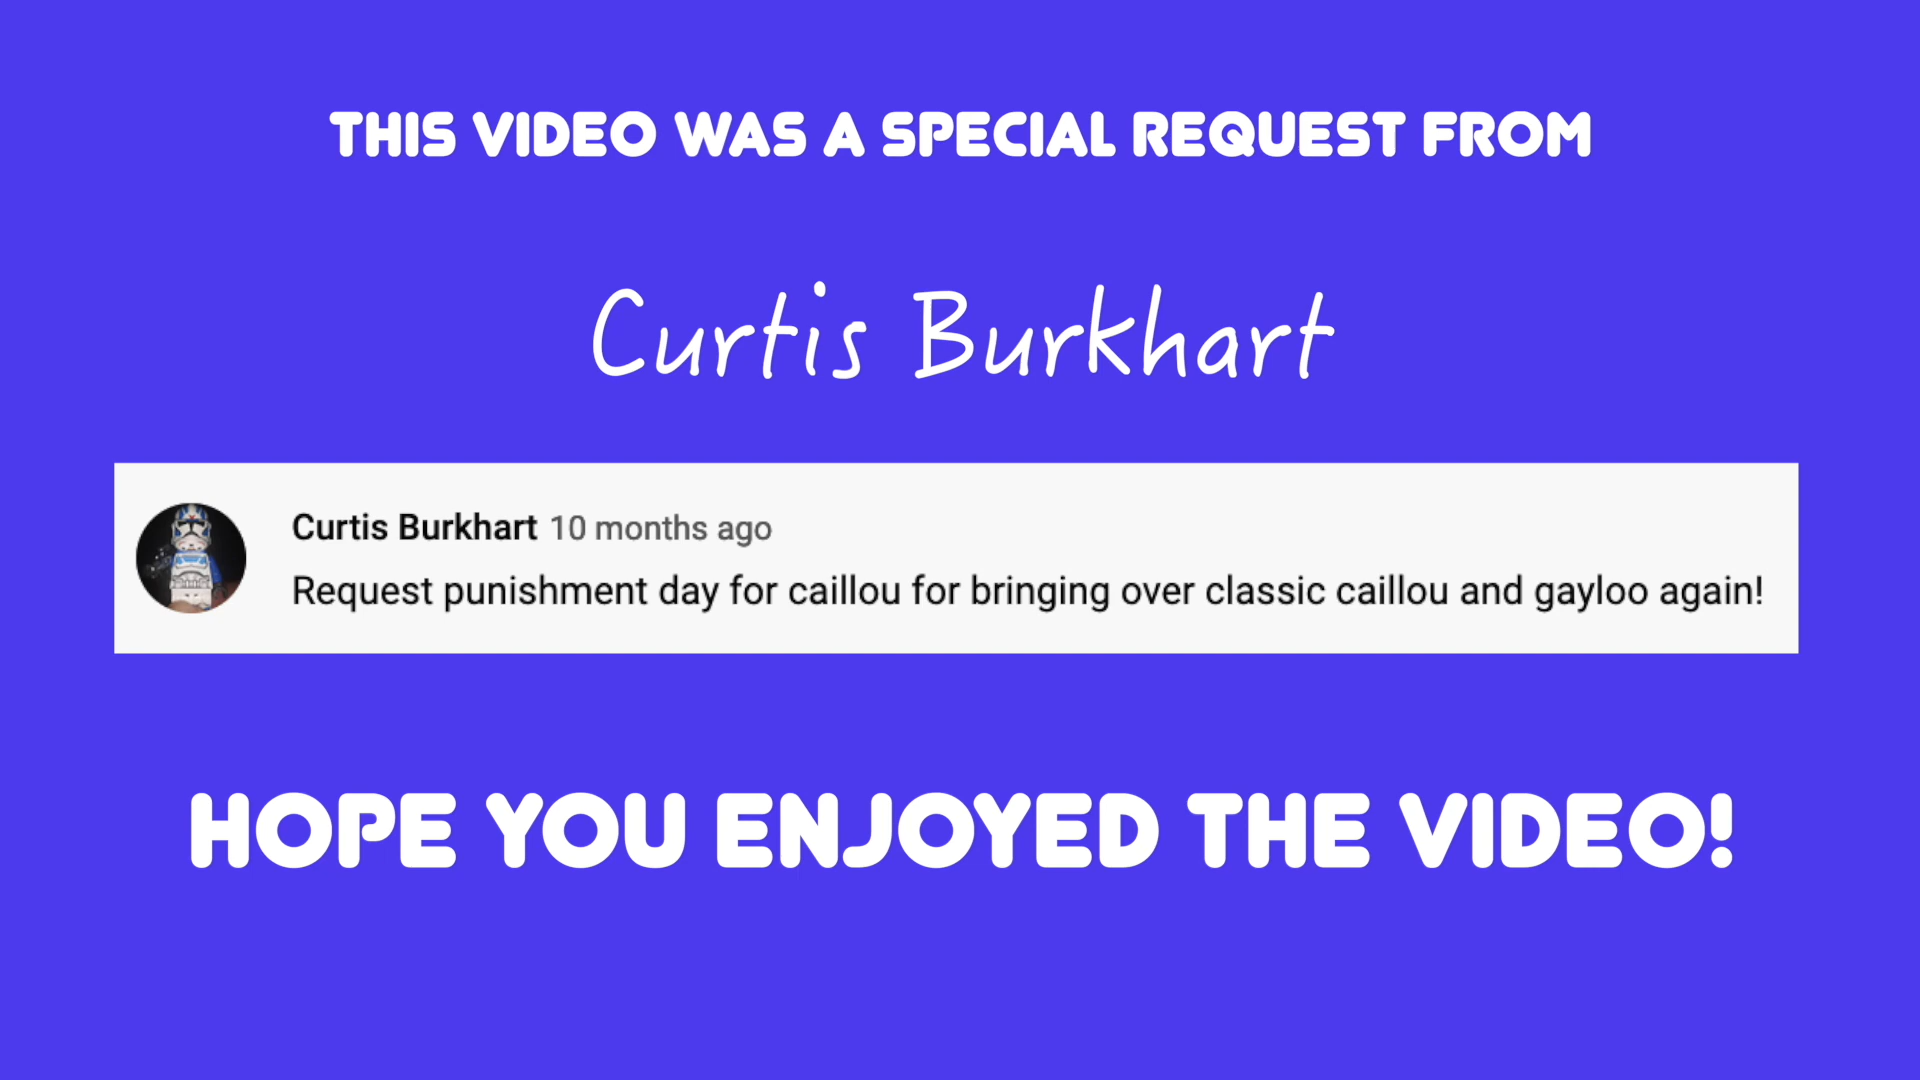 THIS VIDEO WAS A SPECIAL REQUEST FROM
Curtis Burkhart
Curtis Burkhart 10 months ago
Request punishment day for caillou for bringing over classic caillou and gayloo again!
HOPE YOU ENJOYED THE VIDEO!